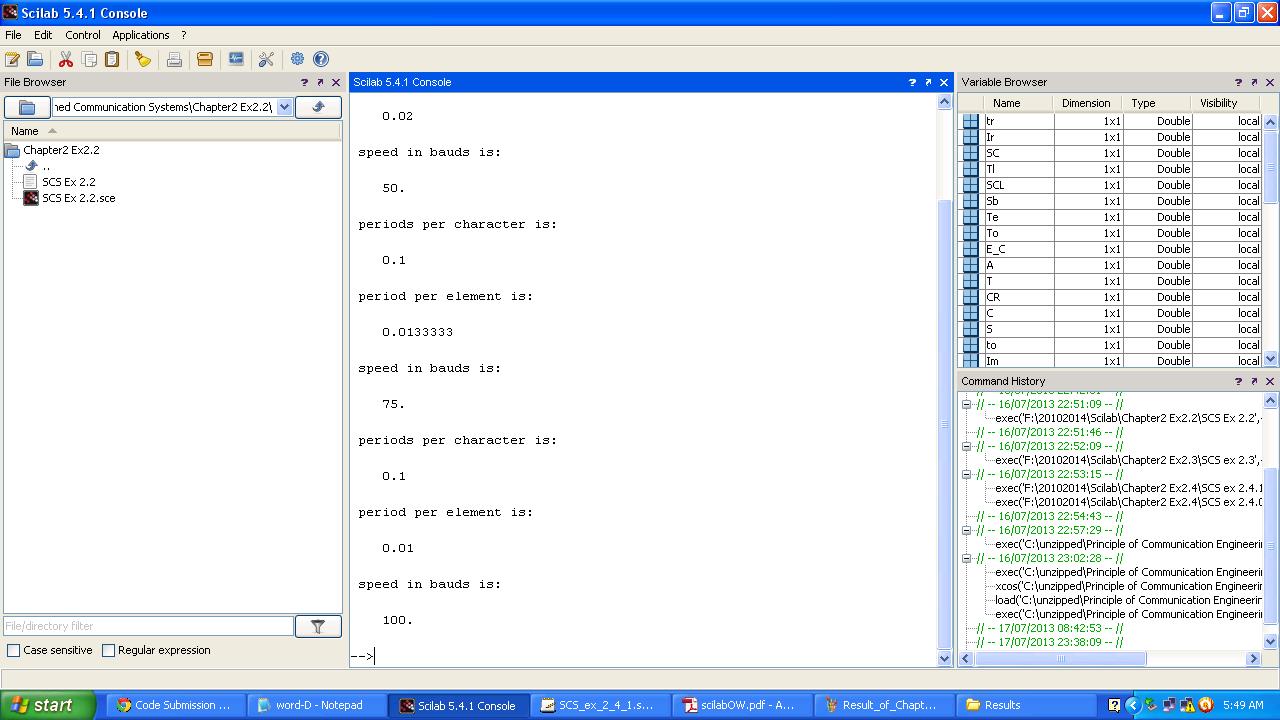 Scilab 5.4.1 Console
File Edit Control Applications ?
File Browser
ned Communication Systems\Chapter2 Ex2.2\
Name
Chapter2 Ex2.2
..
SCS Ex 2.2
SCS Ex 2.2.sce
File/directory filter
Case sensitive Regular expression
Scilab 5.4.1 Console
0.02
speed in bauds is:
50.
periods per character is:
0.1
period per element is:
0.0133333
speed in bauds is:
75.
periods per character is:
0.1
period per element is:
0.01
speed in bauds is:
100.
-->
Variable Browser
Name Dimension Type Visibility
tr 1x1 Double local
Ir 1x1 Double local
SC 1x1 Double local
Tl 1x1 Double local
SCL 1x1 Double local
Sb 1x1 Double local
Te 1x1 Double local
To 1x1 Double local
E_C 1x1 Double local
A 1x1 Double local
T 1x1 Double local
CR 1x1 Double local
C 1x1 Double local
S 1x1 Double local
to 1x1 Double local
Im 1x1 Double local
Command History
// -- 16/07/2013 22:51:09 -- //
exec('F:\20102014\Scilab\Chapter2 Ex2.2\SCS Ex 2.2',
// -- 16/07/2013 22:51:46 -- //
// -- 16/07/2013 22:52:09 -- //
exec('F:\20102014\Scilab\Chapter2 Ex2.3\SCS ex 2.3',
// -- 16/07/2013 22:53:15 -- //
exec('F:\20102014\Scilab\Chapter2 Ex2.4\SCS ex 2.4.1
exec('F:\20102014\Scilab\Chapter2 Ex2.4\SCS ex 2.4.
// -- 16/07/2013 22:54:43 -- //
// -- 16/07/2013 22:57:29 -- //
exec('C:\unzipped\Principle of Communication Engineeri
// -- 16/07/2013 23:02:28 -- //
exec('C:\unzipped\Principle of Communication Engineeri
xcos('C:\unzipped\Principle of Communication Engineeri
load('C:\unzipped\Principle of Communication Engineerin
exec('C:\unzipped\Principle of Communication Engineeri
// -- 17/07/2013 08:42:53 -- //
// -- 17/07/2013 23:38:09 -- //
start Code Submission ... word-D - Notepad Scilab 5.4.1 Console SCS_ex_2_4_1.s... scilabOW.pdf - A... Result_of_Chapt... Results 5:49 AM